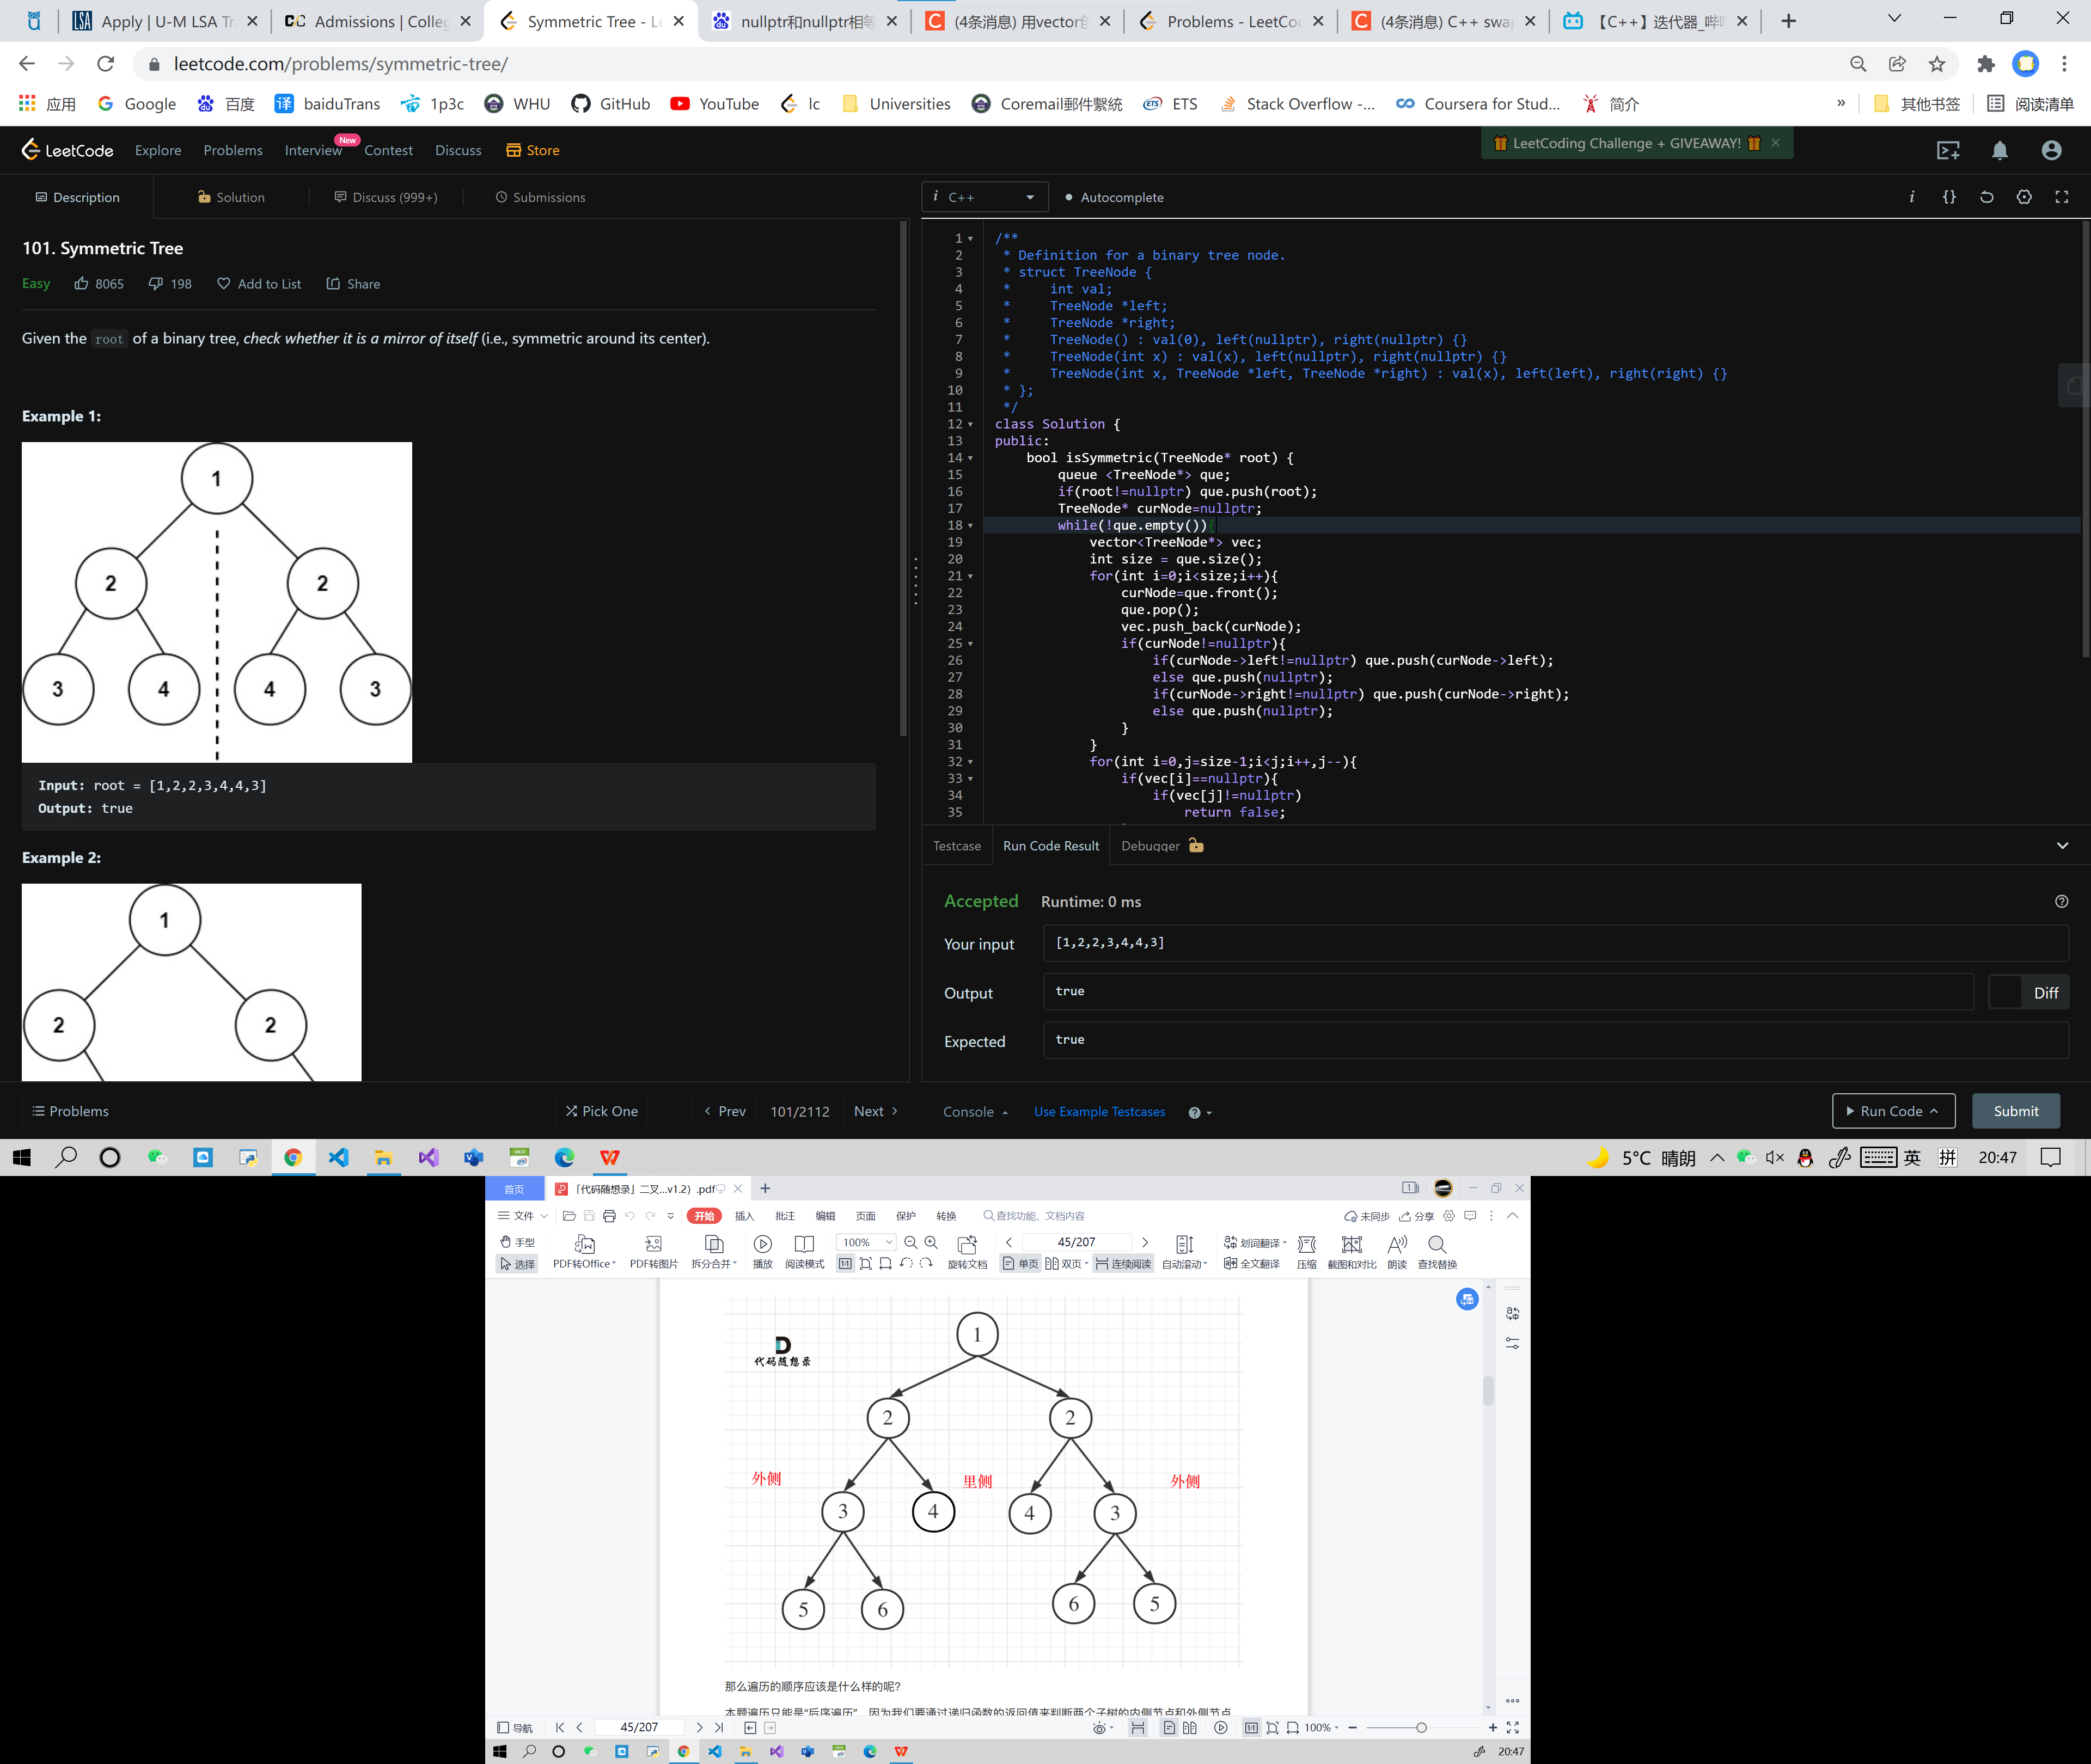 Apply | U-M LSA Tr
Admissions | Colleg
Symmetric Tree - Le
nullptr和nullptr相等
(4条消息) 用vector创
Problems - LeetCod
(4条消息) C++ swap
【C++】迭代器_哔
leetcode.com/problems/symmetric-tree/
应用
Google
百度
baiduTrans
1p3c
WHU
GitHub
YouTube
lc
Universities
Coremail郵件繫統
ETS
Stack Overflow -...
Coursera for Stud...
简介
»
其他书签
阅读清单
LeetCode
Explore
Problems
Interview
New
Contest
Discuss
Store
LeetCoding Challenge + GIVEAWAY!
Description
Solution
Discuss (999+)
Submissions
i C++
Autocomplete
101. Symmetric Tree
Easy 8065 198 Add to List Share
Given the root of a binary tree, check whether it is a mirror of itself (i.e., symmetric around its center).
Example 1:
1
2 2
3 4 4 3
Input: root = [1,2,2,3,4,4,3]
Output: true
Example 2:
1
2 2
1 /**
2 * Definition for a binary tree node.
3 * struct TreeNode {
4 * int val;
5 * TreeNode *left;
6 * TreeNode *right;
7 * TreeNode() : val(0), left(nullptr), right(nullptr) {}
8 * TreeNode(int x) : val(x), left(nullptr), right(nullptr) {}
9 * TreeNode(int x, TreeNode *left, TreeNode *right) : val(x), left(left), right(right) {}
10 * };
11 */
12 class Solution {
13 public:
14 bool isSymmetric(TreeNode* root) {
15 queue <TreeNode*> que;
16 if(root!=nullptr) que.push(root);
17 TreeNode* curNode=nullptr;
18 while(!que.empty()){
19 vector<TreeNode*> vec;
20 int size = que.size();
21 for(int i=0;i<size;i++){
22 curNode=que.front();
23 que.pop();
24 vec.push_back(curNode);
25 if(curNode!=nullptr){
26 if(curNode->left!=nullptr) que.push(curNode->left);
27 else que.push(nullptr);
28 if(curNode->right!=nullptr) que.push(curNode->right);
29 else que.push(nullptr);
30 }
31 }
32 for(int i=0,j=size-1;i<j;i++,j--){
33 if(vec[i]==nullptr){
34 if(vec[j]!=nullptr)
35 return false;
Testcase
Run Code Result
Debugger
Accepted
Runtime: 0 ms
Your input
[1,2,2,3,4,4,3]
Output
true
Diff
Expected
true
Problems
Pick One
Prev
101/2112
Next
Console
Use Example Testcases
Run Code
Submit
5°C 晴朗
英
拼
20:47
首页
「代码随想录」二叉...v1.2）.pdf
文件
开始
插入
批注
编辑
页面
保护
转换
查找功能、文档内容
未同步
分享
手型
选择
PDF转Office
PDF转图片
拆分合并
播放
阅读模式
100%
旋转文档
45/207
单页
双页
连续阅读
自动滚动
划词翻译
全文翻译
压缩
截图和对比
朗读
查找替换
代码随想录
1
2 2
外侧 里侧 外侧
3 4 4 3
5 6 6 5
那么遍历的顺序应该是什么样的呢?
本题遍历只能是“后序遍历”，因为我们要通过递归函数的返回值来判断两个子树的内侧节点和外侧节点
导航
45/207
100%
20:47